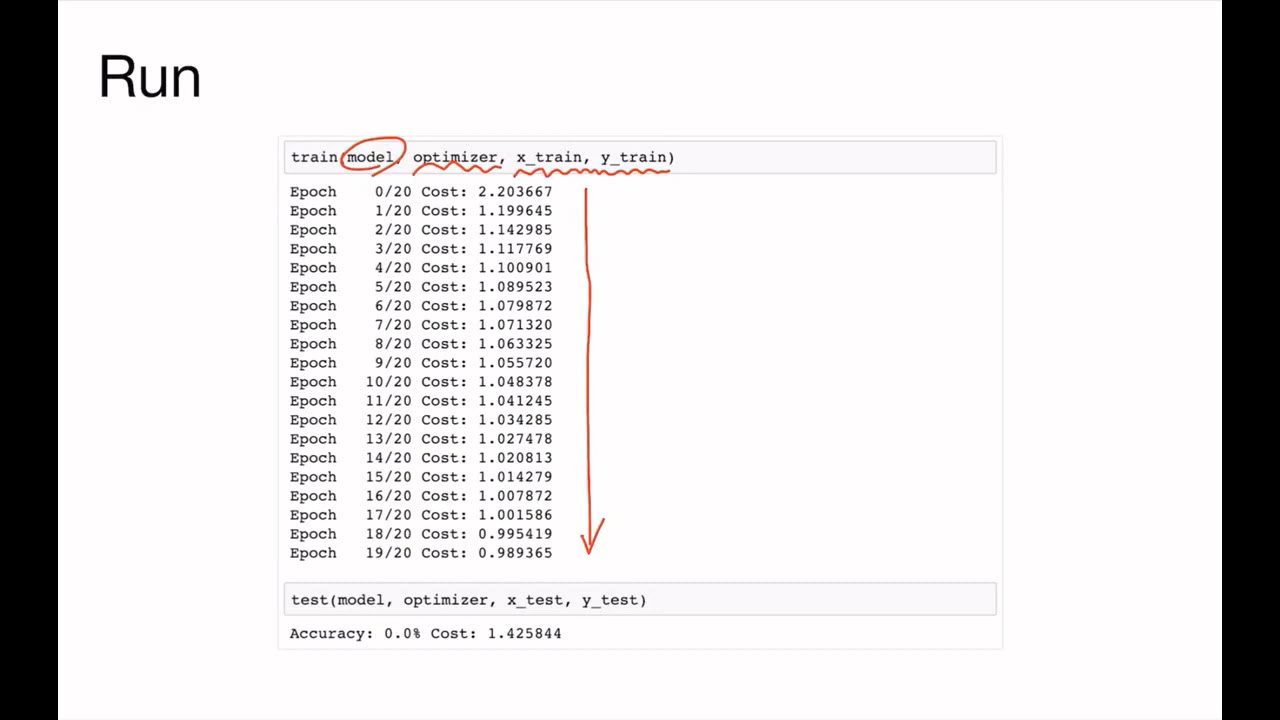 Run
train(model, optimizer, x_train, y_train)
Epoch 0/20 Cost: 2.203667
Epoch 1/20 Cost: 1.199645
Epoch 2/20 Cost: 1.142985
Epoch 3/20 Cost: 1.117769
Epoch 4/20 Cost: 1.100901
Epoch 5/20 Cost: 1.089523
Epoch 6/20 Cost: 1.079872
Epoch 7/20 Cost: 1.071320
Epoch 8/20 Cost: 1.063325
Epoch 9/20 Cost: 1.055720
Epoch 10/20 Cost: 1.048378
Epoch 11/20 Cost: 1.041245
Epoch 12/20 Cost: 1.034285
Epoch 13/20 Cost: 1.027478
Epoch 14/20 Cost: 1.020813
Epoch 15/20 Cost: 1.014279
Epoch 16/20 Cost: 1.007872
Epoch 17/20 Cost: 1.001586
Epoch 18/20 Cost: 0.995419
Epoch 19/20 Cost: 0.989365
test(model, optimizer, x_test, y_test)
Accuracy: 0.0% Cost: 1.425844